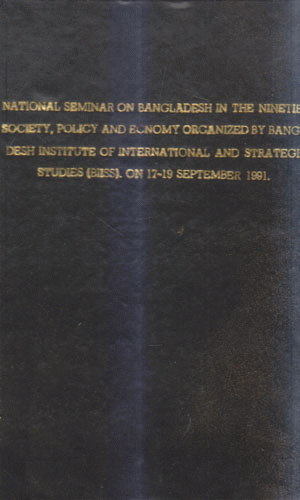 NATIONAL SEMINAR ON BANGLADESH IN THE NINETIE
SOCIETY, POLICY AND ECNOMY ORGANIZED BY BANG
DESH INSTITUTE OF INTERNATIONAL AND STRATEGI
STUDIES (BIISS). ON 17-19 SEPTEMBER 1991.